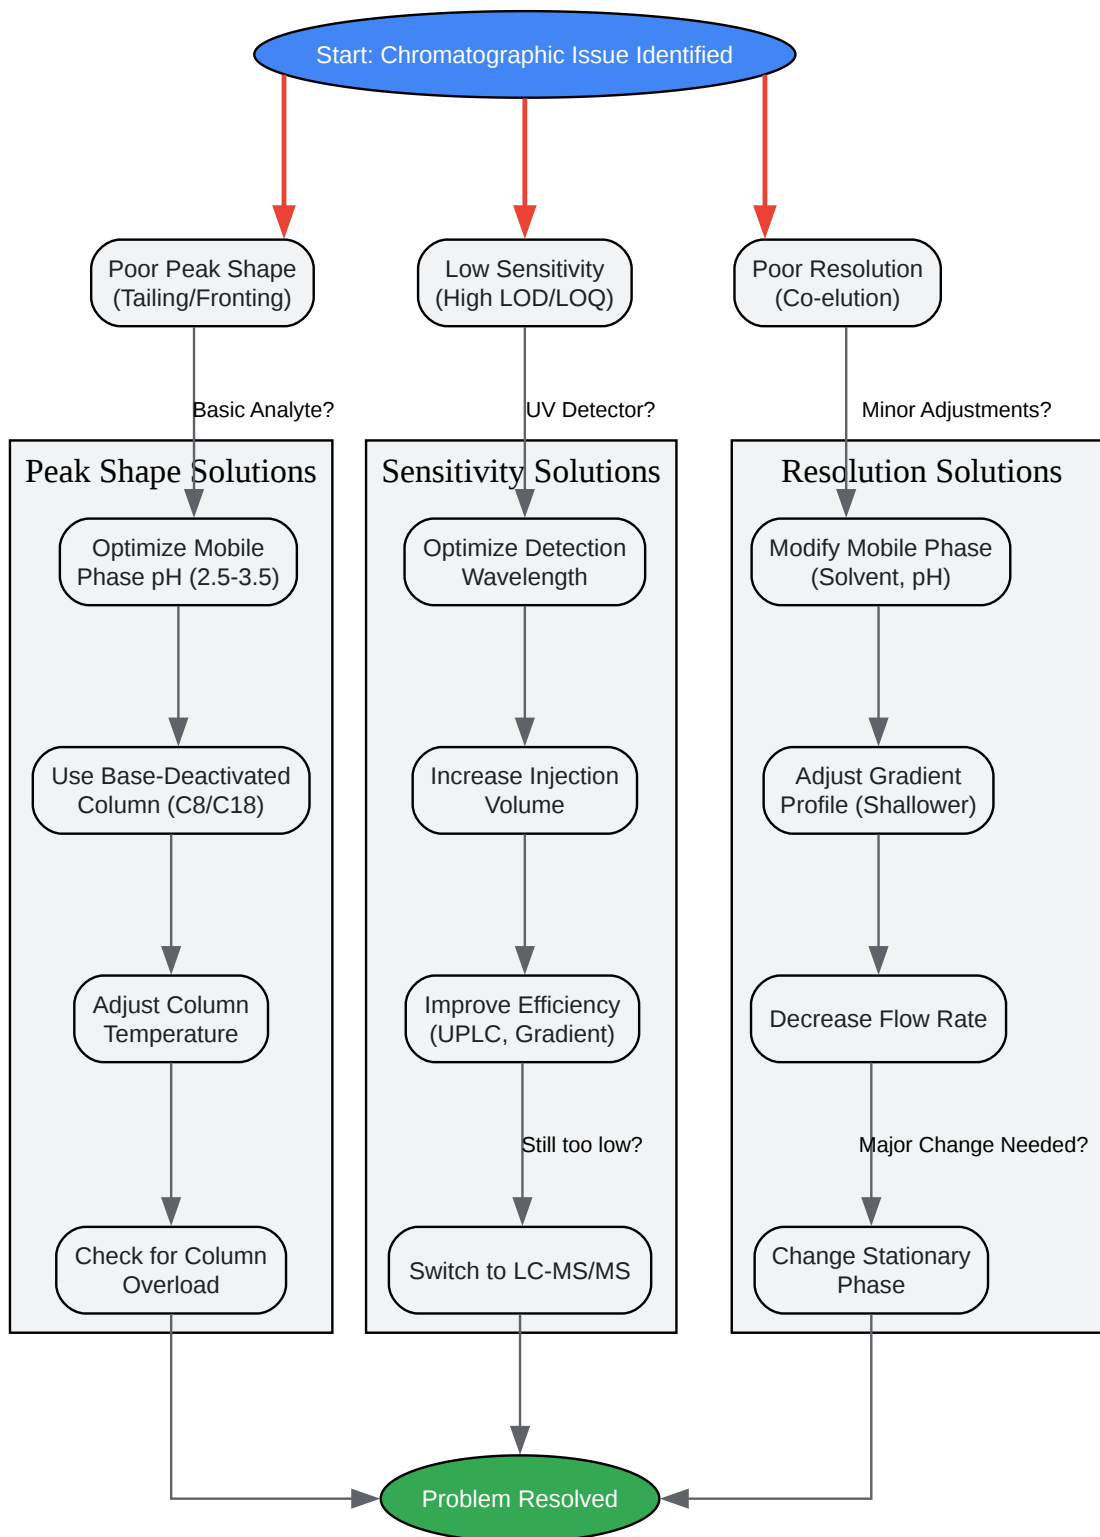 Start: Chromatographic Issue Identified
Poor Peak Shape
(Tailing/Fronting)
Low Sensitivity
(High LOD/LOQ)
Poor Resolution
(Co-elution)
Basic Analyte?
UV Detector?
Minor Adjustments?
Peak Shape Solutions
Optimize Mobile
Phase pH (2.5-3.5)
Use Base-Deactivated
Column (C8/C18)
Adjust Column
Temperature
Check for Column
Overload
Sensitivity Solutions
Optimize Detection
Wavelength
Increase Injection
Volume
Improve Efficiency
(UPLC, Gradient)
Still too low?
Switch to LC-MS/MS
Resolution Solutions
Modify Mobile Phase
(Solvent, pH)
Adjust Gradient
Profile (Shallower)
Decrease Flow Rate
Major Change Needed?
Change Stationary
Phase
Problem Resolved